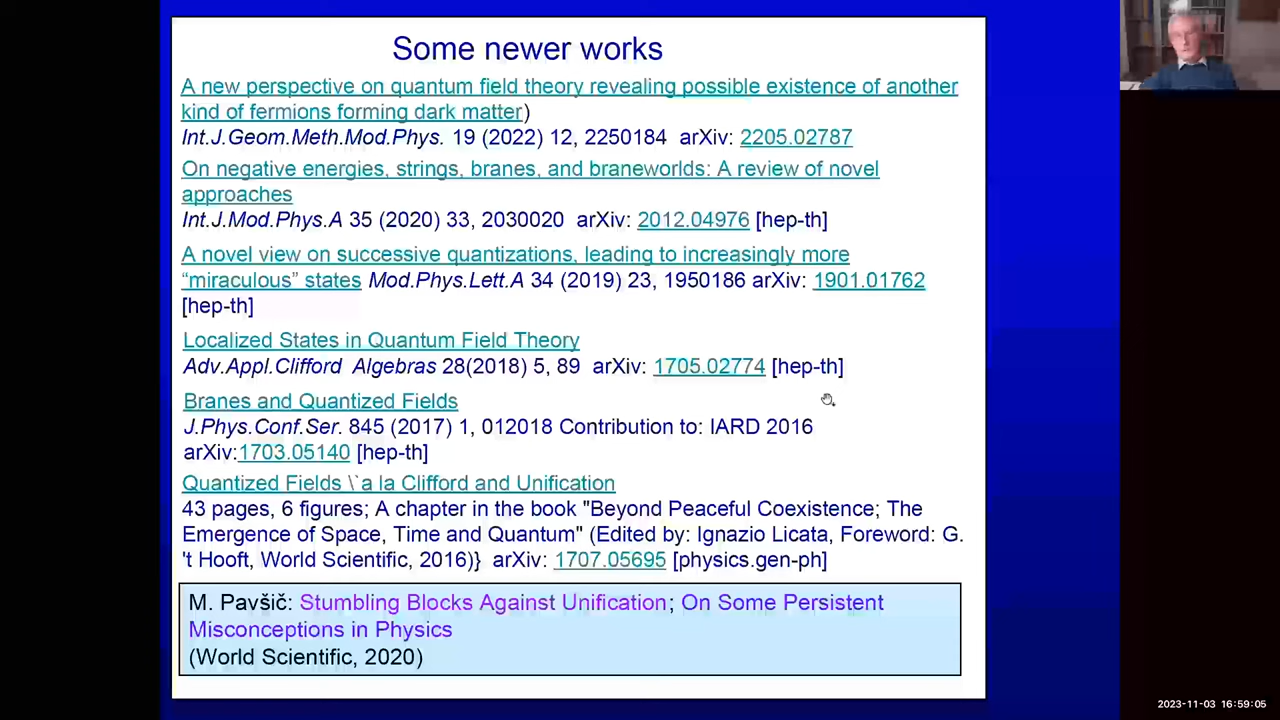 Some newer works
A new perspective on quantum field theory revealing possible existence of another
kind of fermions forming dark matter)
Int.J.Geom.Meth.Mod.Phys. 19 (2022) 12, 2250184 arXiv: 2205.02787
On negative energies, strings, branes, and braneworlds: A review of novel
approaches
Int.J.Mod.Phys.A 35 (2020) 33, 2030020 arXiv: 2012.04976 [hep-th]
A novel view on successive quantizations, leading to increasingly more
“miraculous” states Mod.Phys.Lett.A 34 (2019) 23, 1950186 arXiv: 1901.01762
[hep-th]
Localized States in Quantum Field Theory
Adv.Appl.Clifford Algebras 28(2018) 5, 89 arXiv: 1705.02774 [hep-th]
Branes and Quantized Fields
J.Phys.Conf.Ser. 845 (2017) 1, 012018 Contribution to: IARD 2016
arXiv:1703.05140 [hep-th]
Quantized Fields \`a la Clifford and Unification
43 pages, 6 figures; A chapter in the book "Beyond Peaceful Coexistence; The
Emergence of Space, Time and Quantum" (Edited by: Ignazio Licata, Foreword: G.
't Hooft, World Scientific, 2016)} arXiv: 1707.05695 [physics.gen-ph]
M. Pavšič: Stumbling Blocks Against Unification; On Some Persistent
Misconceptions in Physics
(World Scientific, 2020)
2023-11-03 16:59:05